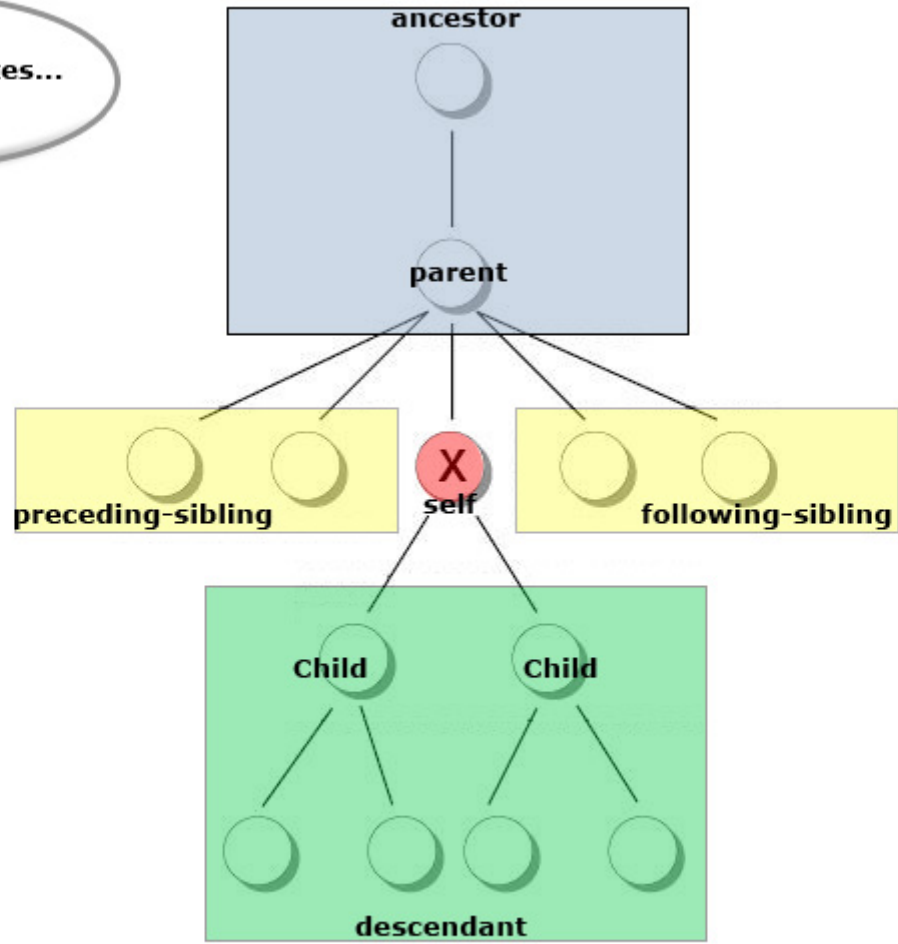 ancestor
es...
parent
X
self
preceding-sibling
following-sibling
Child
Child
descendant